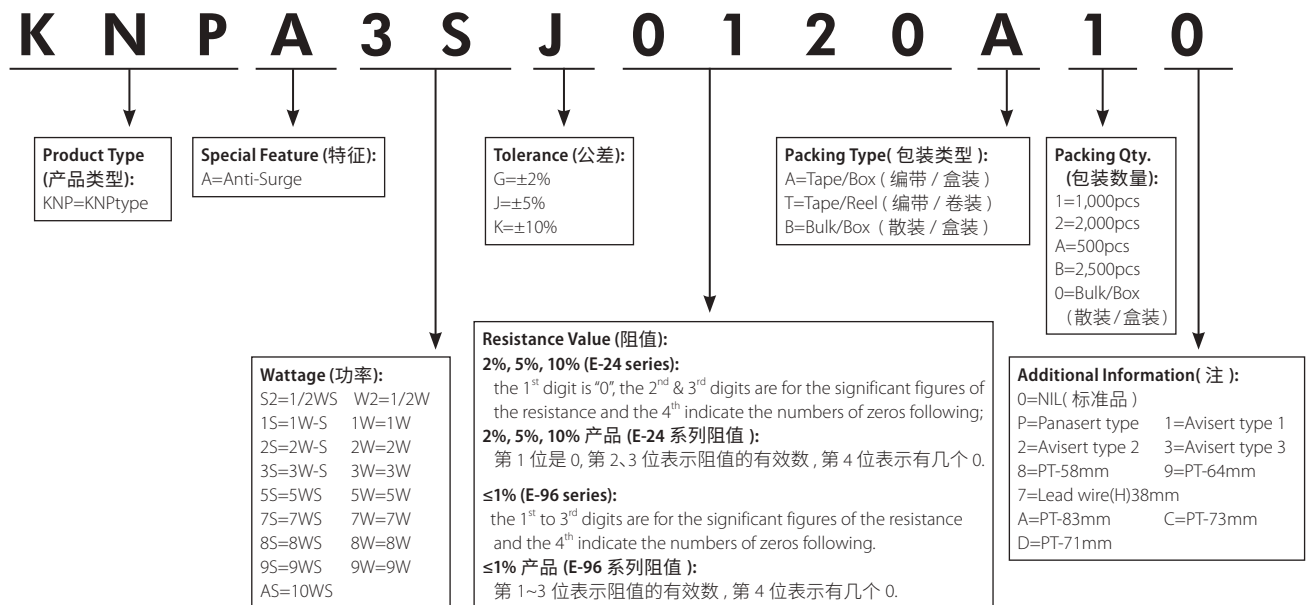 K N P A 3 S J 0 1 2 0 A 1 0
Product Type
(产品类型):
KNP=KNPtype
Special Feature (特征):
A=Anti-Surge
Tolerance (公差):
G=±2%
J=±5%
K=±10%
Packing Type( 包装类型 ):
A=Tape/Box ( 编带 / 盒装 )
T=Tape/Reel ( 编带 / 卷装 )
B=Bulk/Box ( 散装 / 盒装 )
Packing Qty.
(包装数量):
1=1,000pcs
2=2,000pcs
A=500pcs
B=2,500pcs
0=Bulk/Box
(散装/盒装)
Wattage (功率):
S2=1/2WS W2=1/2W
1S=1W-S 1W=1W
2S=2W-S 2W=2W
3S=3W-S 3W=3W
5S=5WS 5W=5W
7S=7WS 7W=7W
8S=8WS 8W=8W
9S=9WS 9W=9W
AS=10WS
Resistance Value (阻值):
2%, 5%, 10% (E-24 series):
the 1st digit is “0”, the 2nd & 3rd digits are for the significant figures of
the resistance and the 4th indicate the numbers of zeros following;
2%, 5%, 10% 产品 (E-24 系列阻值 ):
第 1 位是 0, 第 2、3 位表示阻值的有效数 , 第 4 位表示有几个 0.
≤1% (E-96 series):
the 1st to 3rd digits are for the significant figures of the resistance
and the 4th indicate the numbers of zeros following.
≤1% 产品 (E-96 系列阻值 ):
第 1~3 位表示阻值的有效数 , 第 4 位表示有几个 0.
Additional Information( 注 ):
0=NIL( 标准品 )
P=Panasert type 1=Avisert type 1
2=Avisert type 2 3=Avisert type 3
8=PT-58mm 9=PT-64mm
7=Lead wire(H)38mm
A=PT-83mm C=PT-73mm
D=PT-71mm